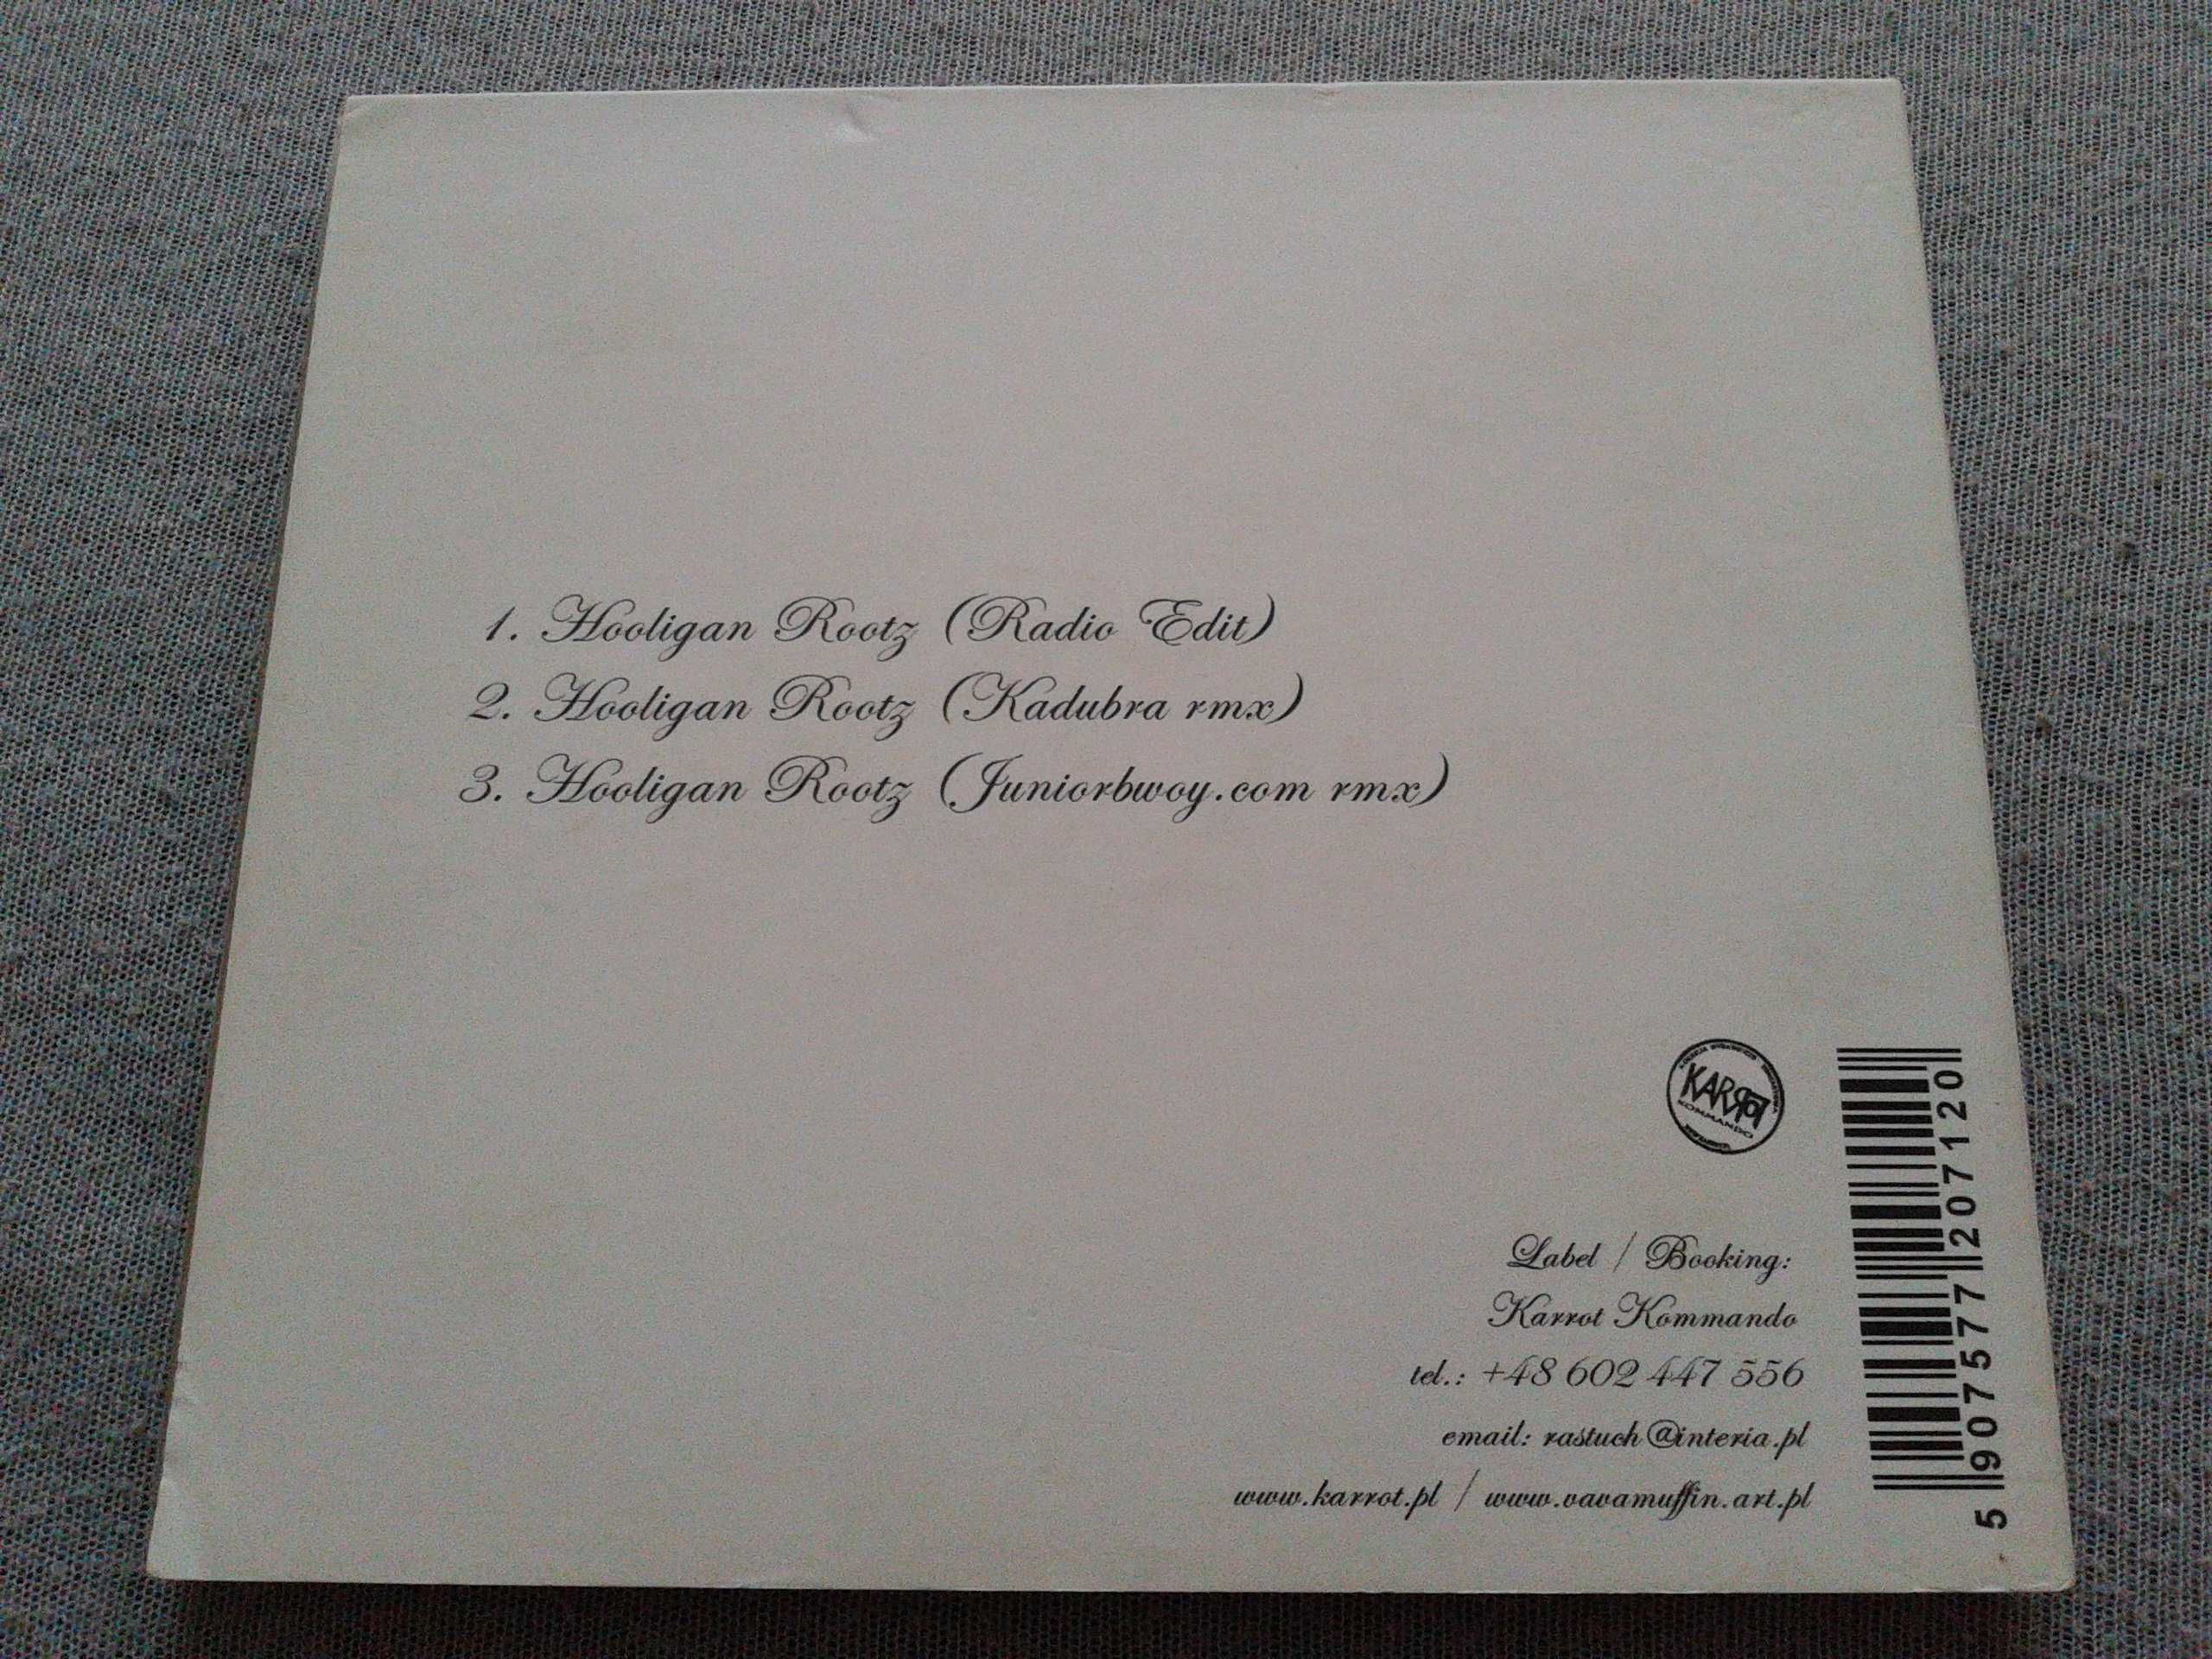 1. Hooligan Rootz (Radio Edit)
2. Hooligan Rootz (Kadubra rmx)
3. Hooligan Rootz (Juniorbwoy.com rmx)
KARROT
KOMMANDO
Label / Booking:
Karrot Kommando
tel.: +48 602 447 556
email: rastuch@interia.pl
www.karrot.pl / www.vavamuffin.art.pl
5 907577 207120